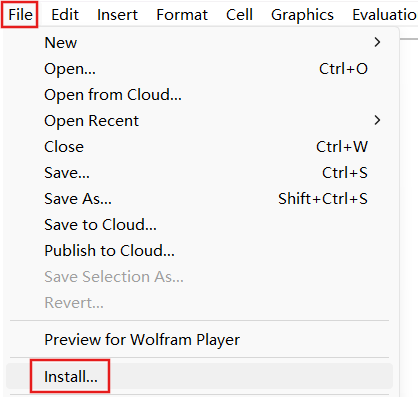 File Edit Insert Format Cell Graphics Evaluatio
New
Open... Ctrl+O
Open from Cloud...
Open Recent
Close Ctrl+W
Save... Ctrl+S
Save As... Shift+Ctrl+S
Save to Cloud...
Publish to Cloud...
Save Selection As...
Revert...
Preview for Wolfram Player
Install...